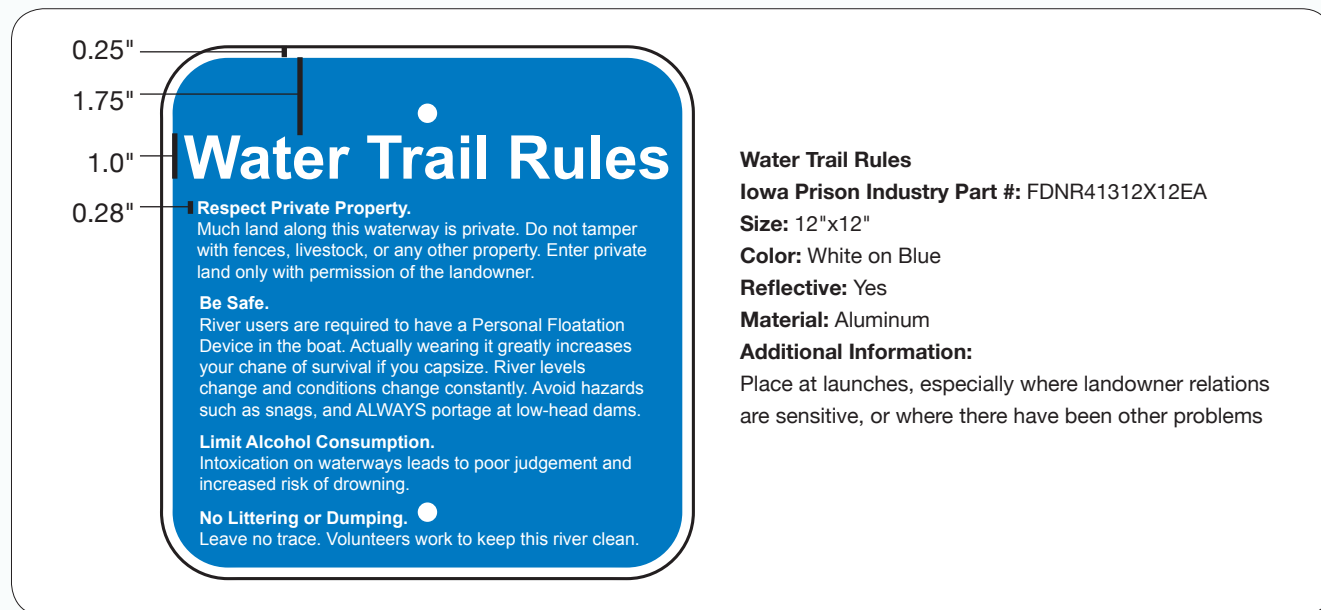 0.25"
1.75"
1.0"
0.28"
Water Trail Rules
Respect Private Property.
Much land along this waterway is private. Do not tamper
with fences, livestock, or any other property. Enter private
land only with permission of the landowner.
Be Safe.
River users are required to have a Personal Floatation
Device in the boat. Actually wearing it greatly increases
your chane of survival if you capsize. River levels
change and conditions change constantly. Avoid hazards
such as snags, and ALWAYS portage at low-head dams.
Limit Alcohol Consumption.
Intoxication on waterways leads to poor judgement and
increased risk of drowning.
No Littering or Dumping.
Leave no trace. Volunteers work to keep this river clean.
Water Trail Rules
Iowa Prison Industry Part #: FDNR41312X12EA
Size: 12"x12"
Color: White on Blue
Reflective: Yes
Material: Aluminum
Additional Information:
Place at launches, especially where landowner relations
are sensitive, or where there have been other problems